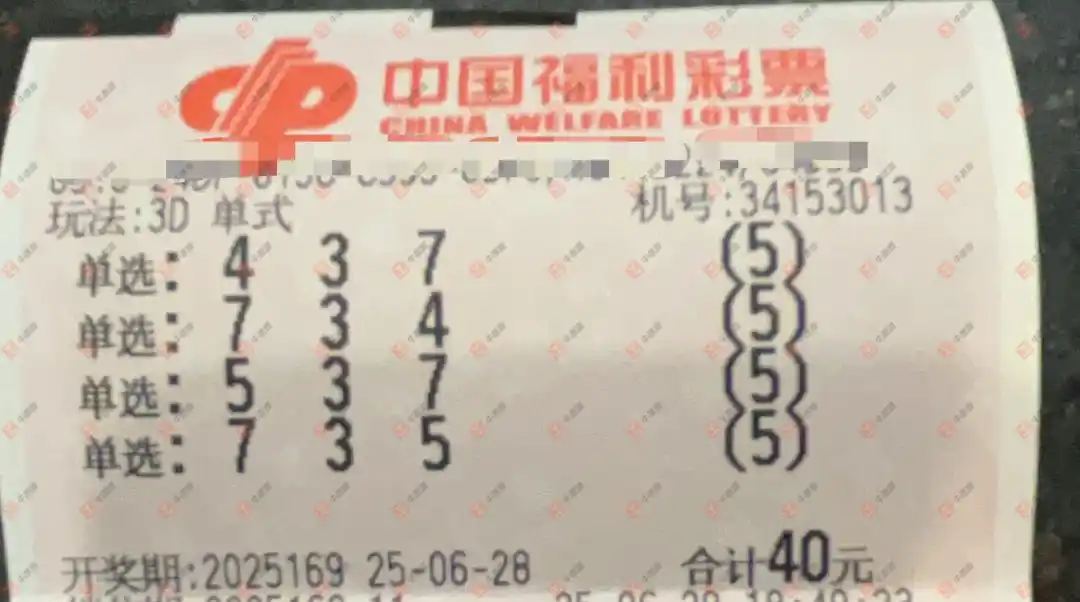 中国福利彩票
CHINA WELFARE LOTTERY
玩法:3D 单式 机号:34153013
单选: 4 3 7 (5)
单选: 7 3 4 (5)
单选: 5 3 7 (5)
单选: 7 3 5 (5)
开奖期:2025169 25-06-28 合计40元